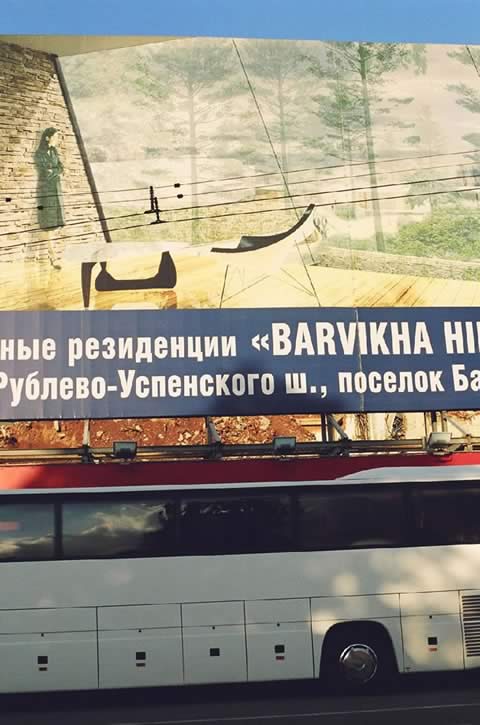 ные резиденции «BARVIKHA HI
Рублево-Успенского ш., поселок Ба